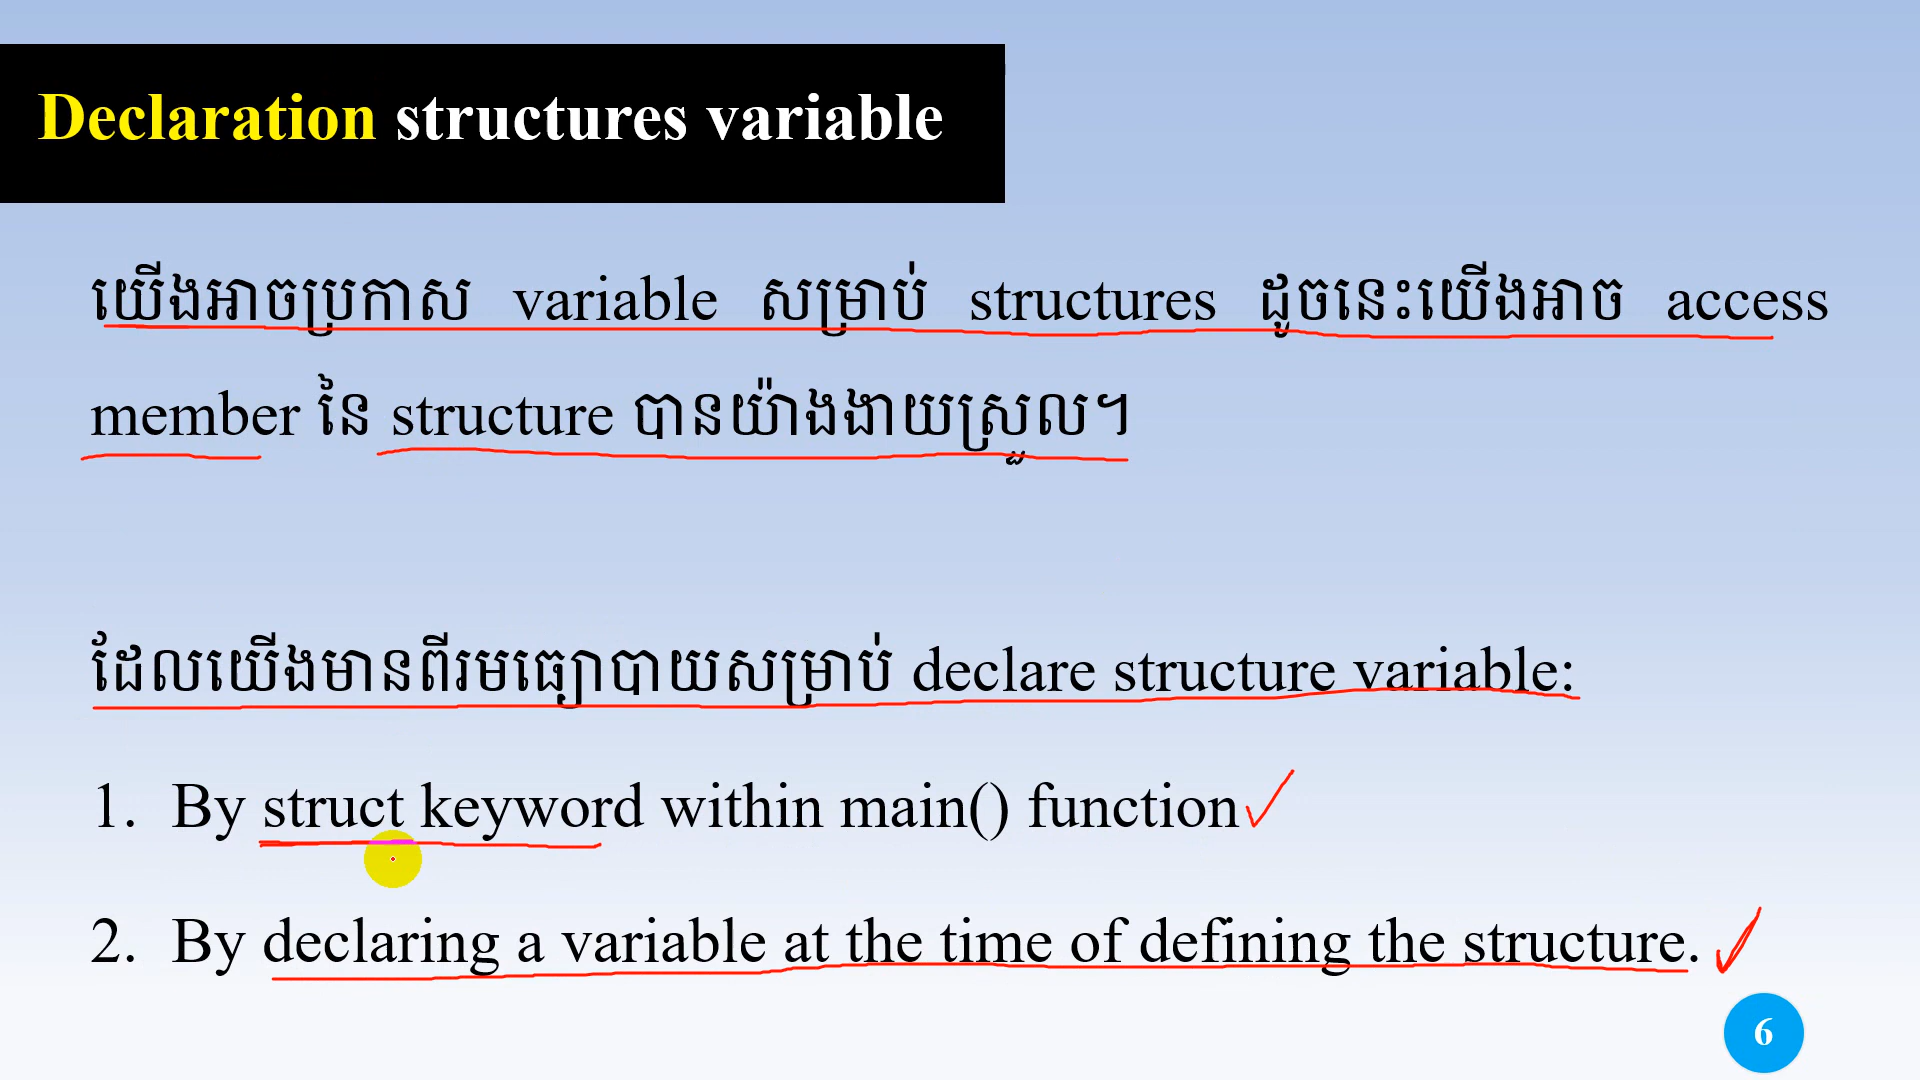 Declaration structures variable
យើងអាចប្រកាស variable សម្រាប់ structures ដូចនេះយើងអាច access
member នៃ structure បានយ៉ាងងាយស្រួល។
ដែលយើងមានពីរមធ្យោបាយសម្រាប់ declare structure variable:
1. By struct keyword within main() function
2. By declaring a variable at the time of defining the structure.
6